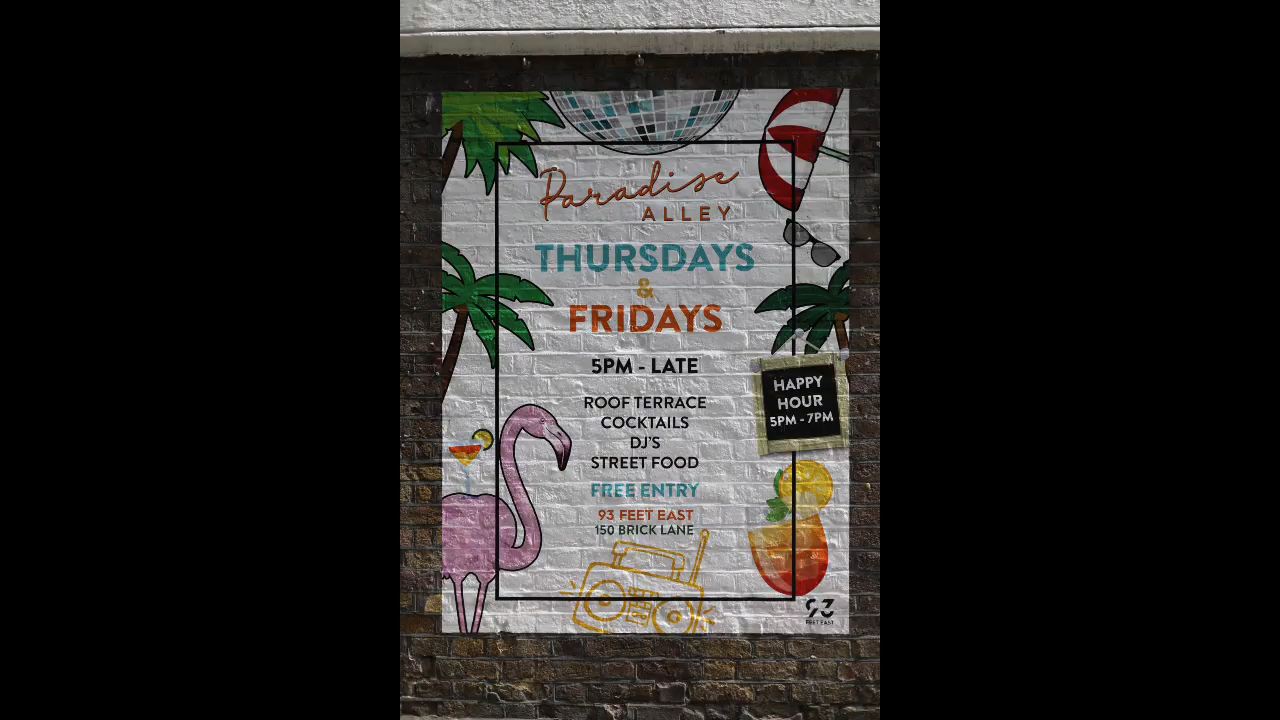 Paradise
ALLEY
THURSDAYS
&
FRIDAYS
5PM - LATE
HAPPY
HOUR
5PM - 7PM
ROOF TERRACE
COCKTAILS
DJ'S
STREET FOOD
FREE ENTRY
93 FEET EAST
150 BRICK LANE
93
FEET EAST